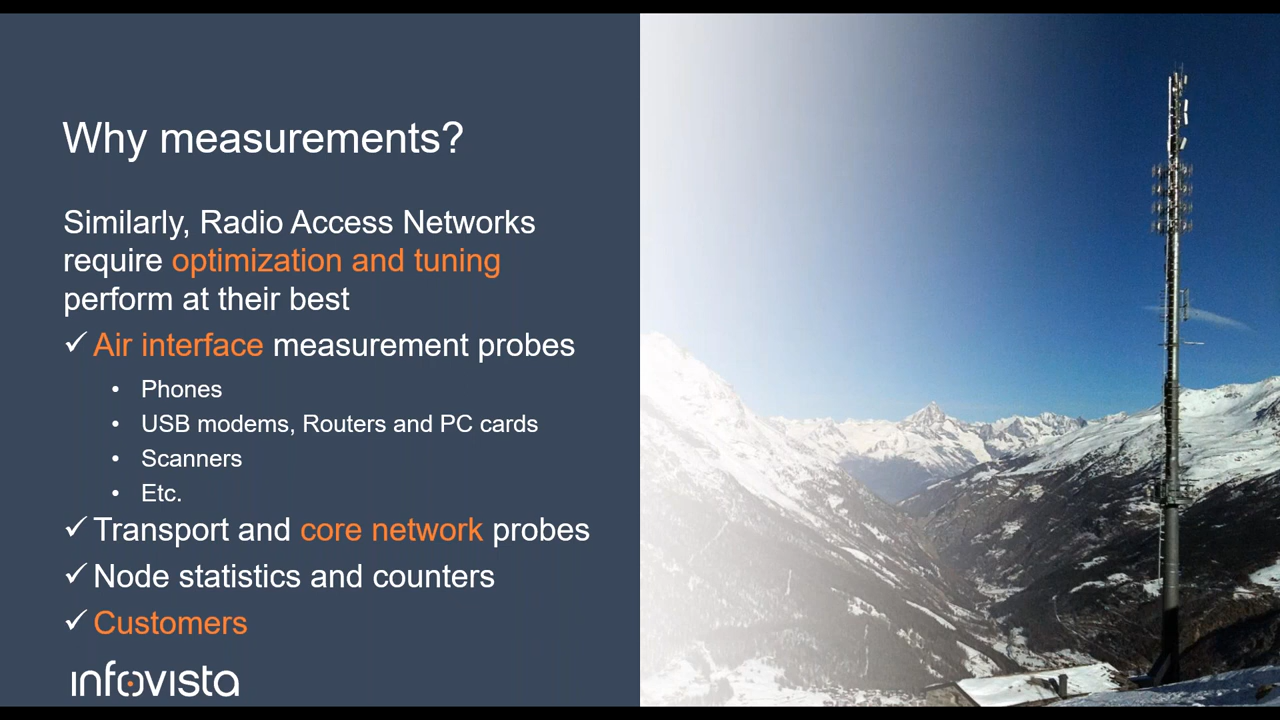 Why measurements?
Similarly, Radio Access Networks
require optimization and tuning
perform at their best
✓ Air interface measurement probes
• Phones
• USB modems, Routers and PC cards
• Scanners
• Etc.
✓ Transport and core network probes
✓ Node statistics and counters
✓ Customers
infovista